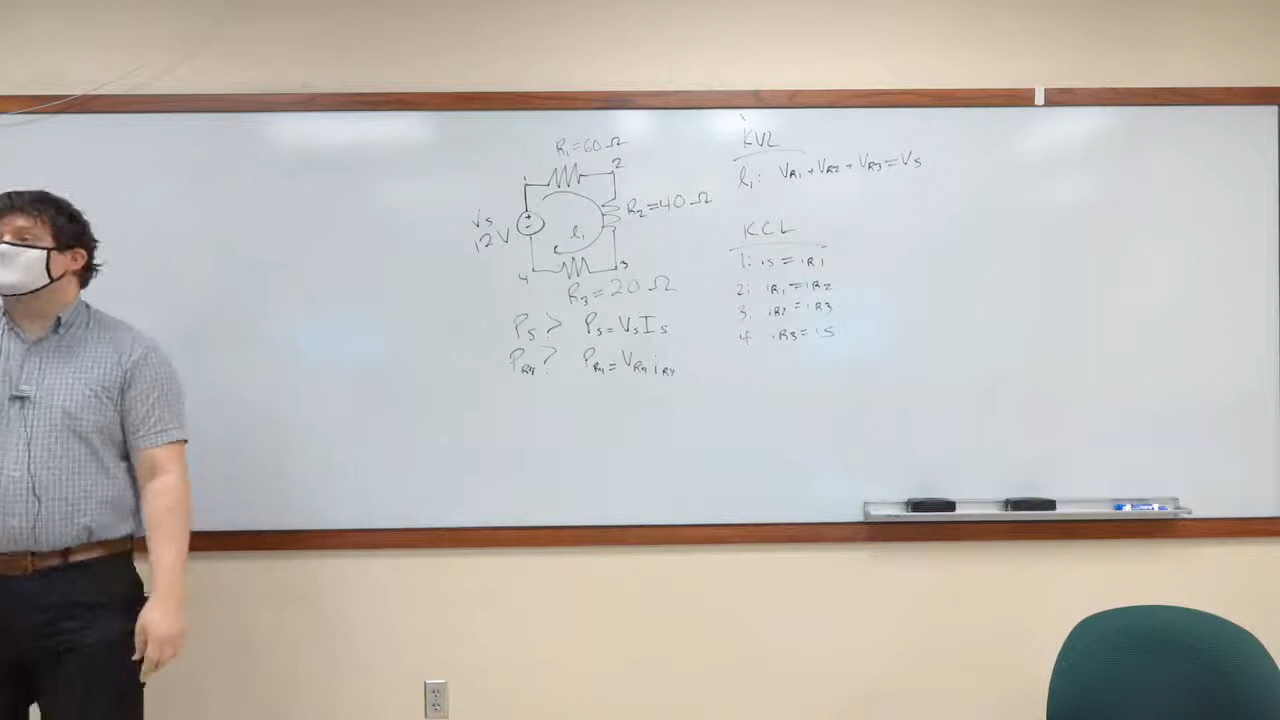 R1=60 Ω
1
2
Vs
12V
+
-
l1
R2=40 Ω
4
3
R3=20 Ω
Ps? Ps=VsIs
PR4? PR4=VR4 iR4
KVL
l1: VR1+VR2+VR3=Vs
KCL
1: is=iR1
2: iR1=iR2
3: iR2=iR3
4 iR3=is